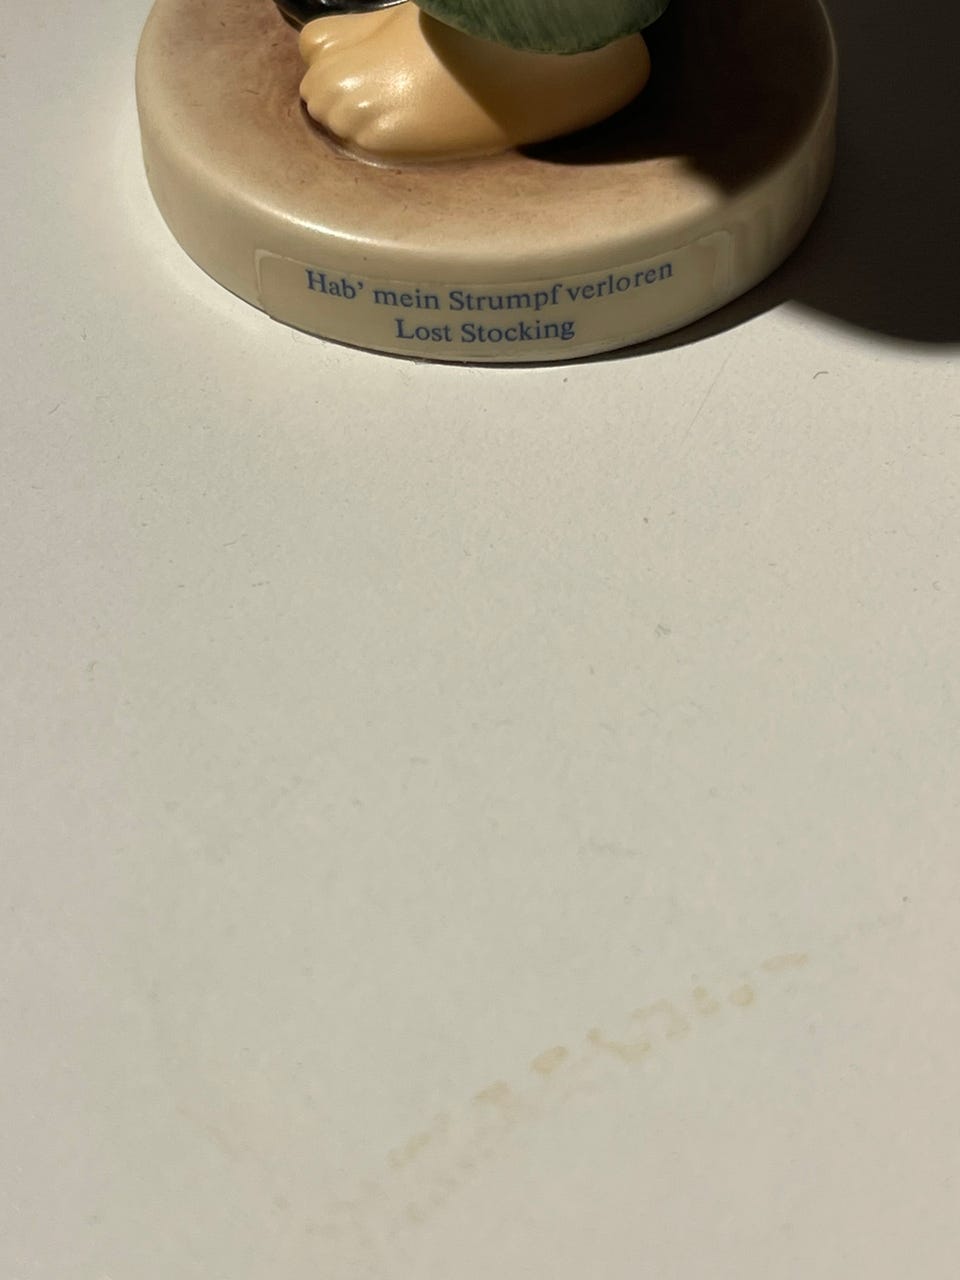 Hab' mein Strumpf verloren
Lost Stocking